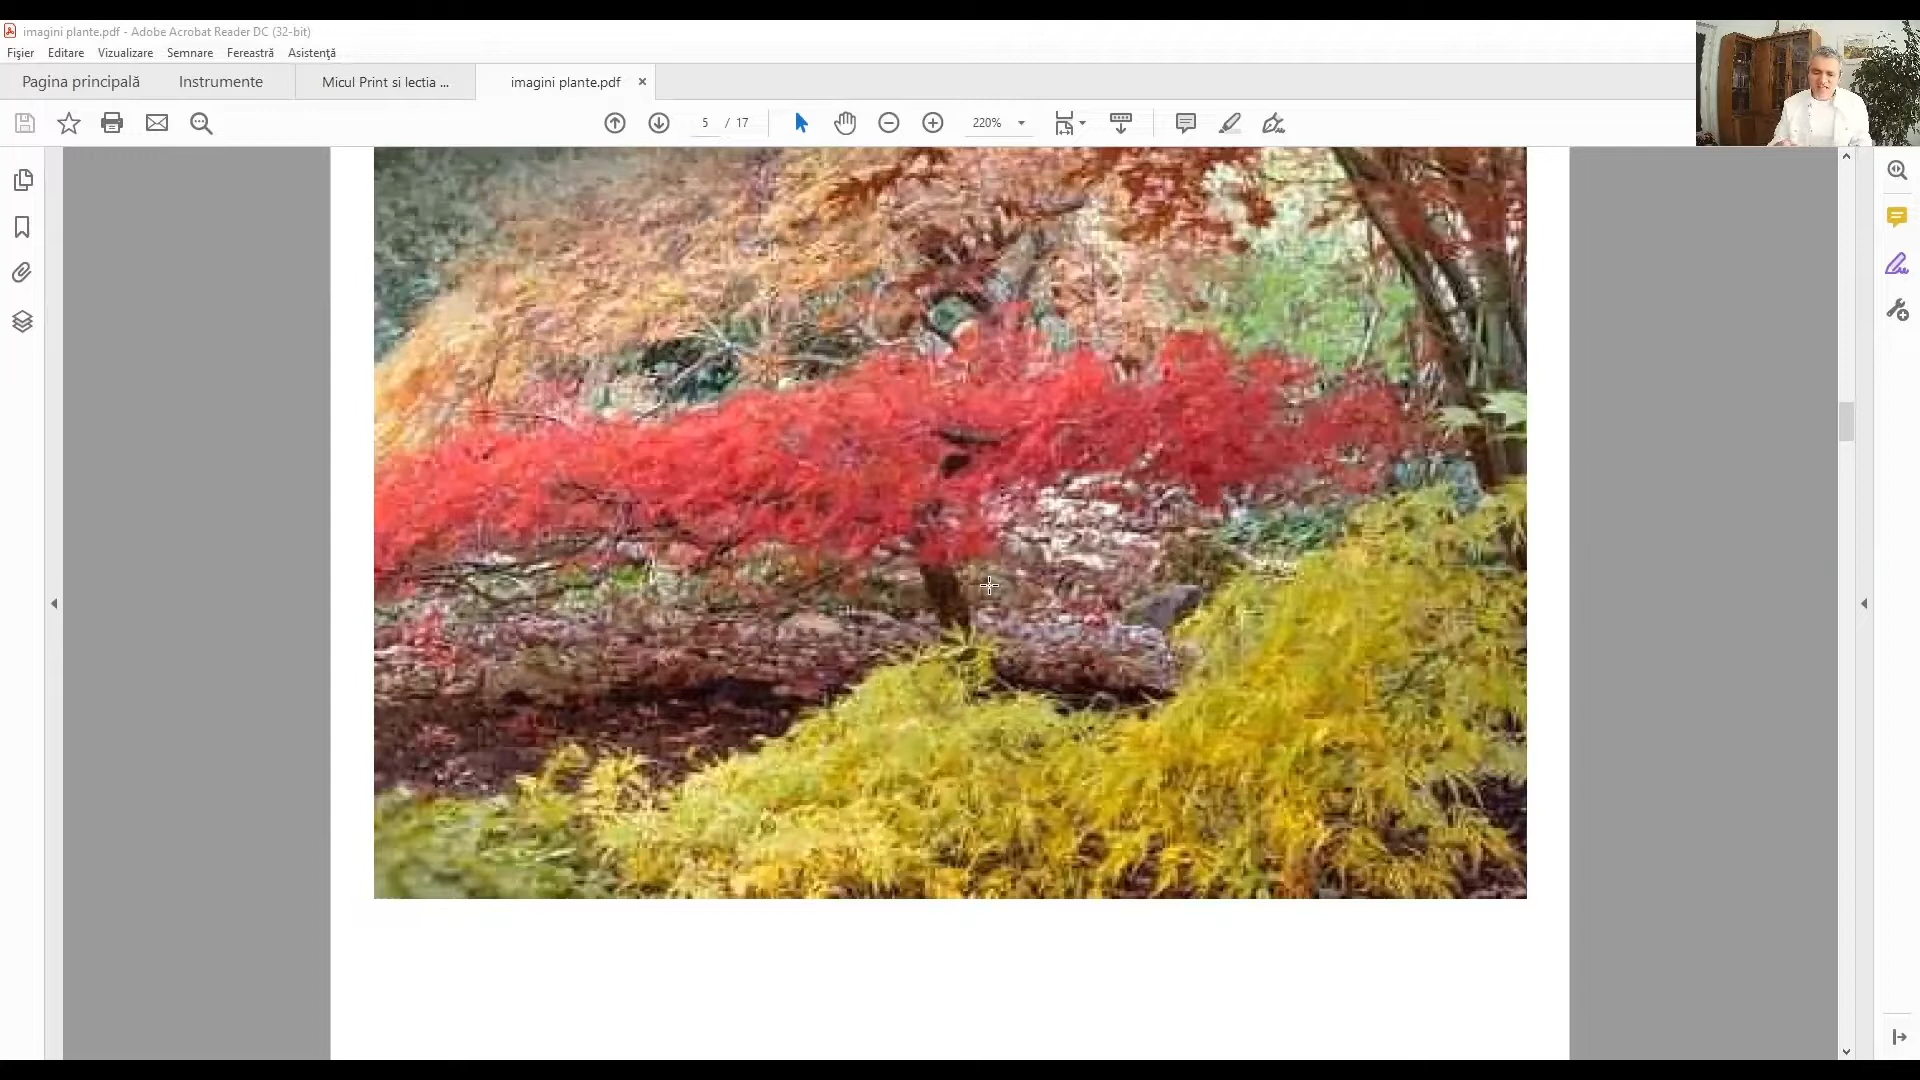 imagini plante.pdf - Adobe Acrobat Reader DC (32-bit)
Fișier Editare Vizualizare Semnare Fereastră Asistență
Pagina principală Instrumente Micul Print si lectia ... imagini plante.pdf ×
5 / 17 220%